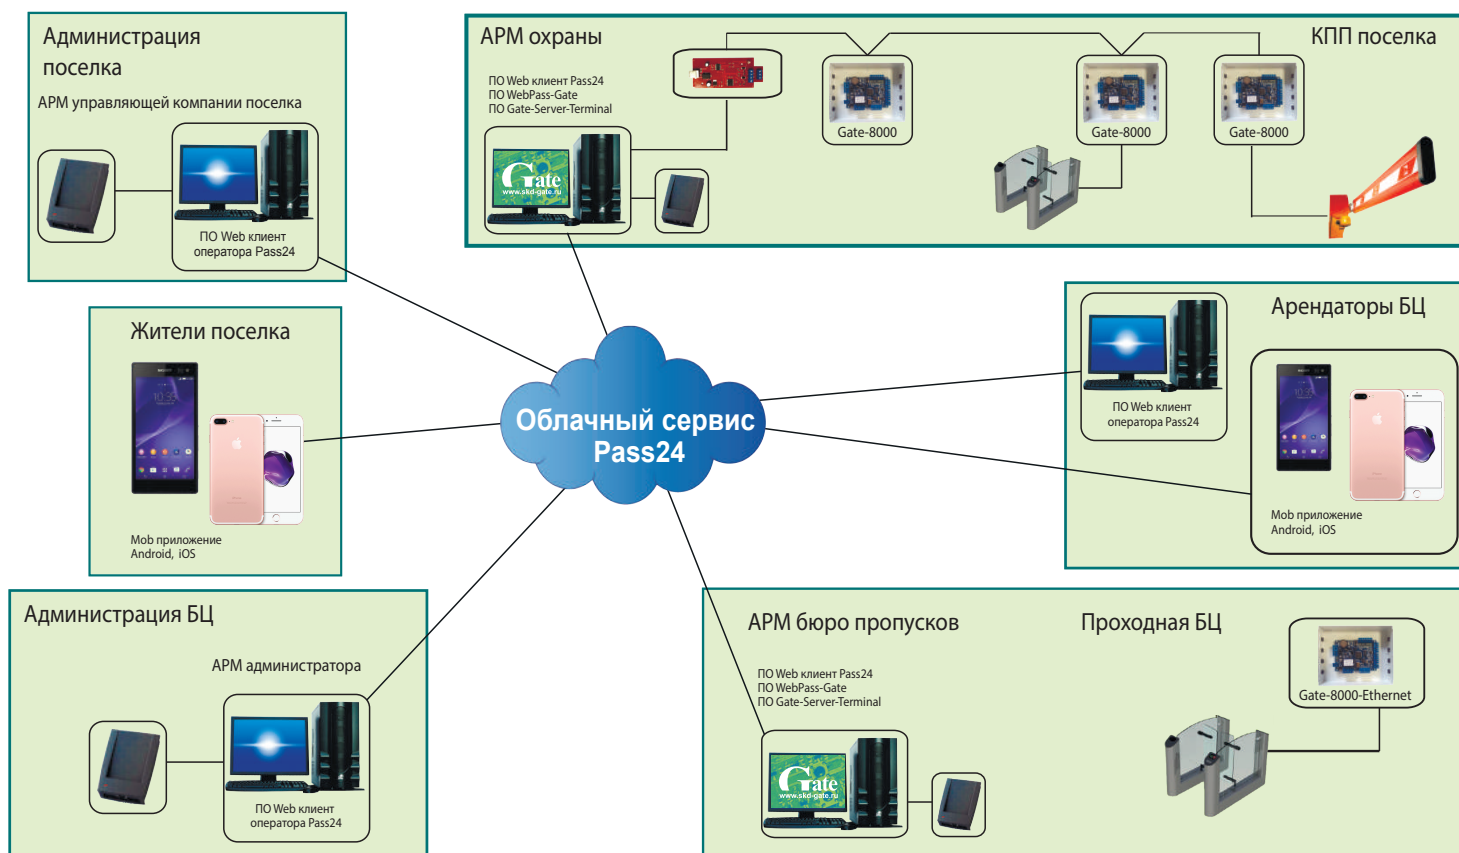 Администрация
поселка
АРМ управляющей компании поселка
ПО Web клиент
оператора Pass24
АРМ охраны
КПП поселка
ПО Web клиент Pass24
ПО WebPass-Gate
ПО Gate-Server-Terminal
Gate
www.skd-gate.ru
Gate-8000
Gate-8000
Gate-8000
Жители поселка
Mob приложение
Android, iOS
Облачный сервис
Pass24
Арендаторы БЦ
ПО Web клиент
оператора Pass24
Mob приложение
Android, iOS
Администрация БЦ
АРМ администратора
ПО Web клиент
оператора Pass24
АРМ бюро пропусков
Проходная БЦ
ПО Web клиент Pass24
ПО WebPass-Gate
ПО Gate-Server-Terminal
Gate
www.skd-gate.ru
Gate-8000-Ethernet